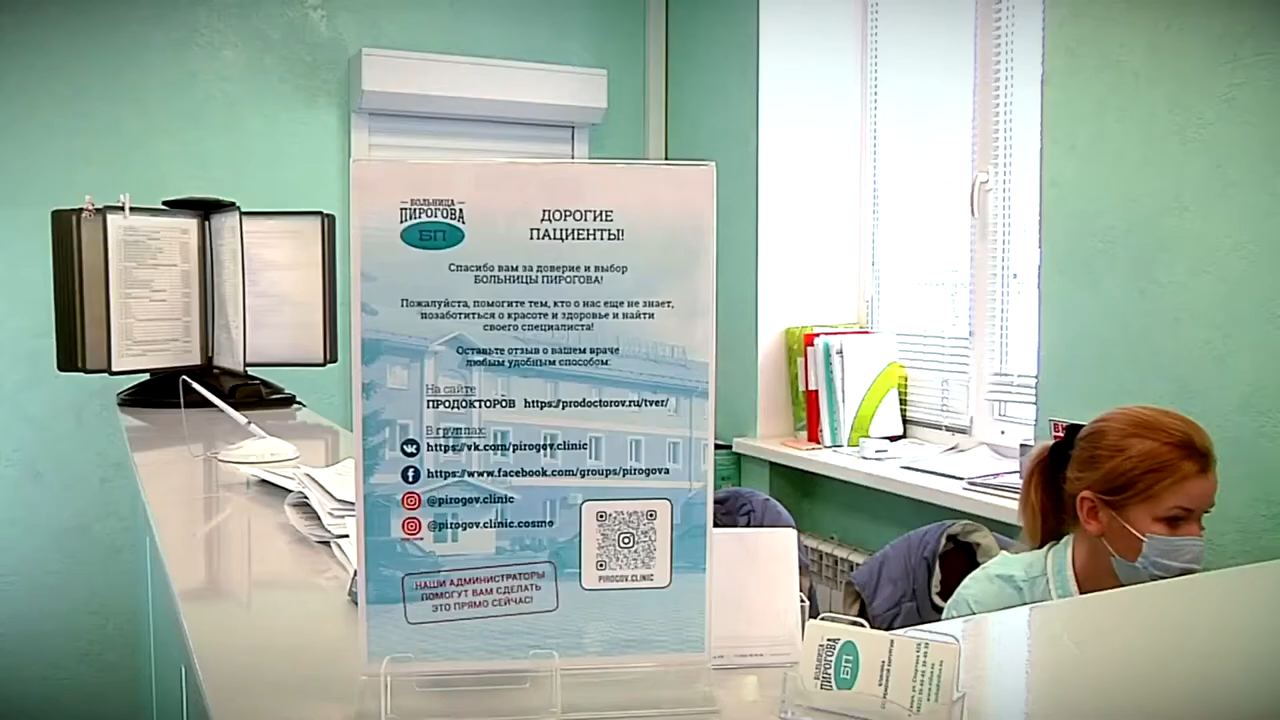 БОЛЬНИЦА
ПИРОГОВА
БП
ДОРОГИЕ
ПАЦИЕНТЫ!
Спасибо вам за доверие и выбор
БОЛЬНИЦЫ ПИРОГОВА!
Пожалуйста, помогите тем, кто о нас еще не знает,
позаботиться о красоте и здоровье и найти
своего специалиста!
Оставьте отзыв о вашем враче
любым удобным способом:
На сайте
ПРОДОКТОРОВ https://prodoctorov.ru/tver/
В группах:
https://vk.com/pirogov.clinic
https://www.facebook.com/groups/pirogova
@pirogov.clinic
@pirogov.clinic.cosmo
PIROGOV.CLINIC
НАШИ АДМИНИСТРАТОРЫ
ПОМОГУТ ВАМ СДЕЛАТЬ
ЭТО ПРЯМО СЕЙЧАС!
БОЛЬНИЦА
ПИРОГОВА
БП